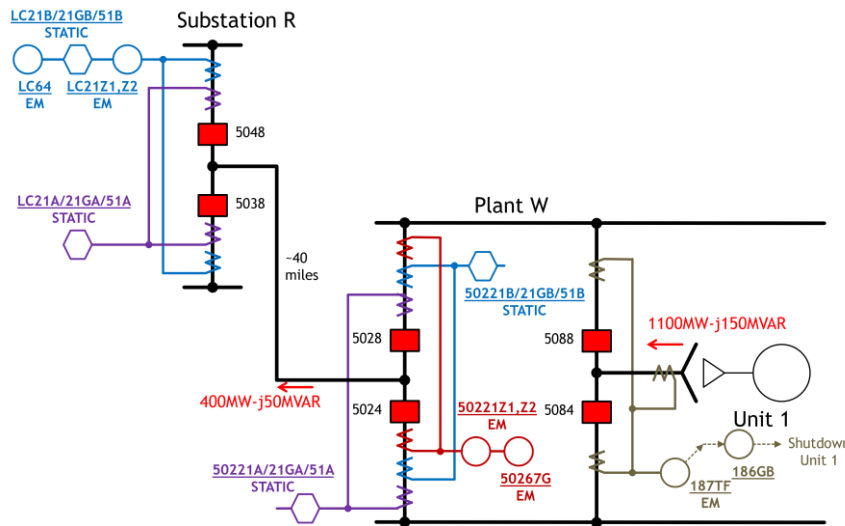 LC21B/21GB/51B
STATIC
Substation R
LC64
EM
LC21Z1,Z2
EM
5048
LC21A/21GA/51A
STATIC
5038
Plant W
~40
miles
50221B/21GB/51B
STATIC
1100MW-j150MVAR
5028
5088
400MW-j50MVAR
5024
50221Z1,Z2
EM
5084
Unit 1
50221A/21GA/51A
STATIC
50267G
EM
187TF
EM
186GB
Shutdown
Unit 1